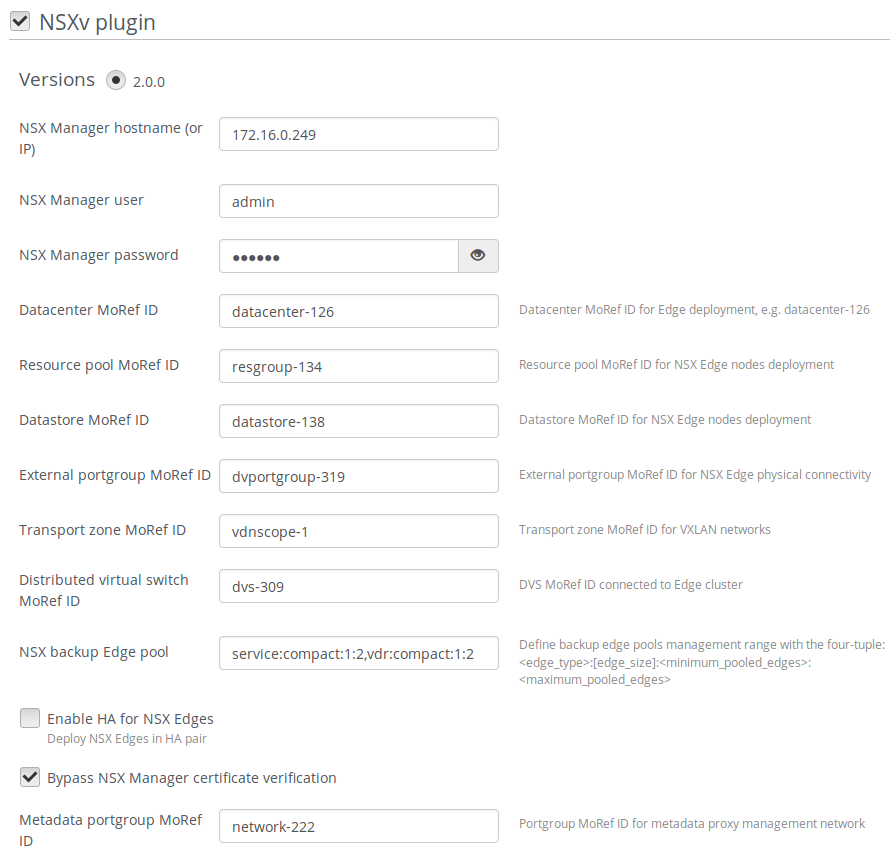 NSXv plugin
Versions 2.0.0
NSX Manager hostname (or
IP)
172.16.0.249
NSX Manager user
admin
NSX Manager password
••••••
Datacenter MoRef ID
datacenter-126
Datacenter MoRef ID for Edge deployment, e.g. datacenter-126
Resource pool MoRef ID
resgroup-134
Resource pool MoRef ID for NSX Edge nodes deployment
Datastore MoRef ID
datastore-138
Datastore MoRef ID for NSX Edge nodes deployment
External portgroup MoRef ID
dvportgroup-319
External portgroup MoRef ID for NSX Edge physical connectivity
Transport zone MoRef ID
vdnscope-1
Transport zone MoRef ID for VXLAN networks
Distributed virtual switch
MoRef ID
dvs-309
DVS MoRef ID connected to Edge cluster
NSX backup Edge pool
service:compact:1:2,vdr:compact:1:2
Define backup edge pools management range with the four-tuple:
<edge_type>:[edge_size]:<minimum_pooled_edges>:
<maximum_pooled_edges>
Enable HA for NSX Edges
Deploy NSX Edges in HA pair
Bypass NSX Manager certificate verification
Metadata portgroup MoRef
ID
network-222
Portgroup MoRef ID for metadata proxy management network